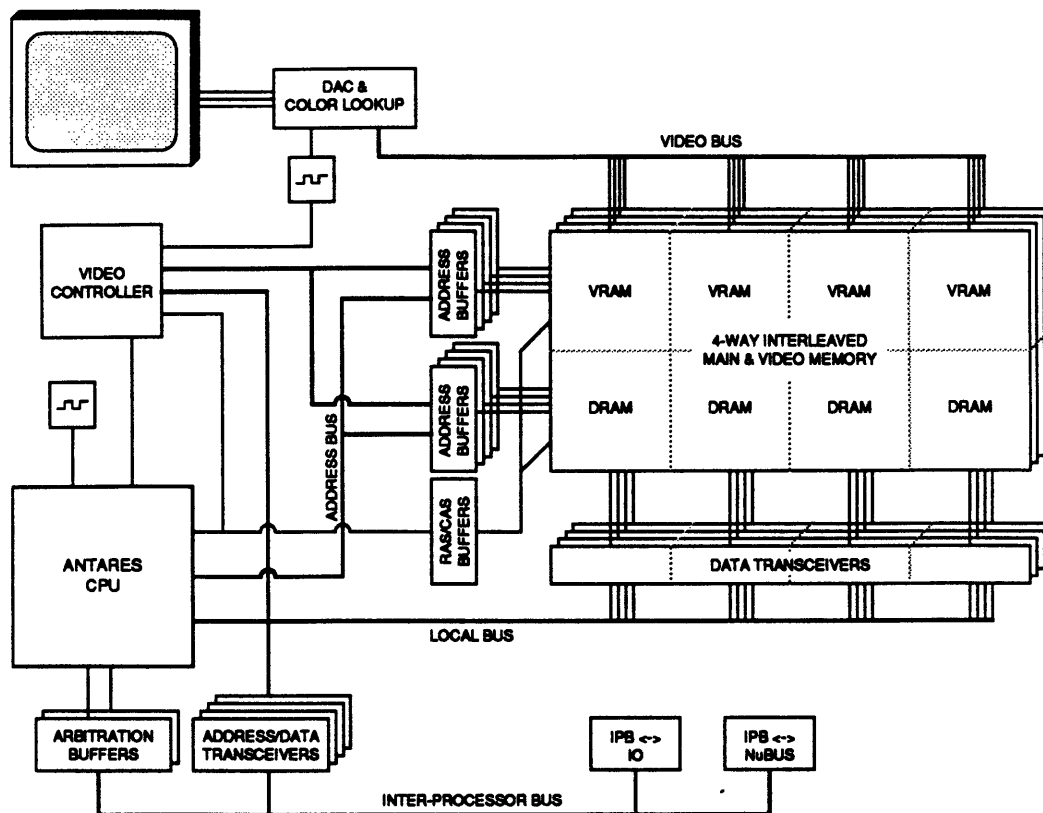 DAC &
COLOR LOOKUP
VIDEO BUS
VIDEO
CONTROLLER
ADDRESS
BUFFERS
VRAM
VRAM
VRAM
VRAM
4-WAY INTERLEAVED
MAIN & VIDEO MEMORY
ADDRESS
BUFFERS
DRAM
DRAM
DRAM
DRAM
ADDRESS BUS
RAS/CAS
BUFFERS
ANTARES
CPU
DATA TRANSCEIVERS
LOCAL BUS
ARBITRATION
BUFFERS
ADDRESS/DATA
TRANSCEIVERS
IPB <->
IO
IPB <->
NuBUS
INTER-PROCESSOR BUS